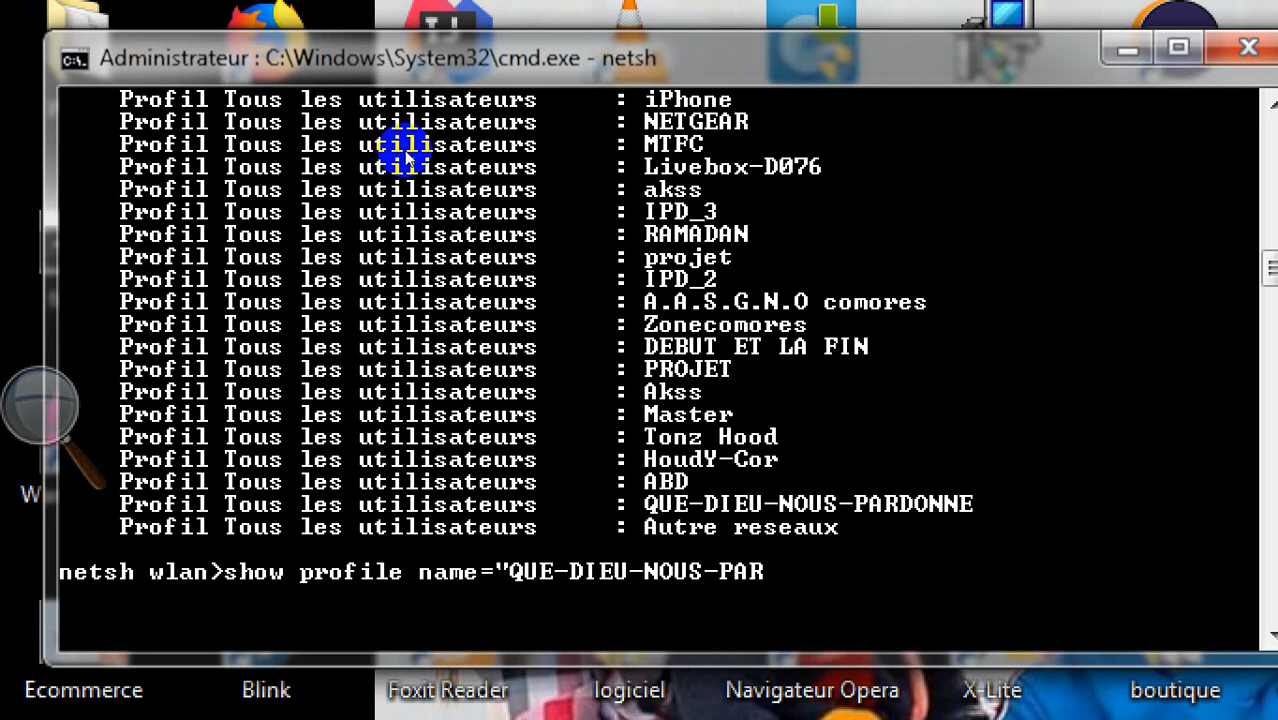 Administrateur : C:\Windows\System32\cmd.exe - netsh
Profil Tous les utilisateurs : iPhone
Profil Tous les utilisateurs : NETGEAR
Profil Tous les utilisateurs : MTFC
Profil Tous les utilisateurs : Livebox-D076
Profil Tous les utilisateurs : akss
Profil Tous les utilisateurs : IPD_3
Profil Tous les utilisateurs : RAMADAN
Profil Tous les utilisateurs : projet
Profil Tous les utilisateurs : IPD_2
Profil Tous les utilisateurs : A.A.S.G.N.O comores
Profil Tous les utilisateurs : Zonecomores
Profil Tous les utilisateurs : DEBUT ET LA FIN
Profil Tous les utilisateurs : PROJET
Profil Tous les utilisateurs : Akss
Profil Tous les utilisateurs : Master
Profil Tous les utilisateurs : Tonz Hood
Profil Tous les utilisateurs : HoudY-Cor
Profil Tous les utilisateurs : ABD
W
Profil Tous les utilisateurs : QUE-DIEU-NOUS-PARDONNE
Profil Tous les utilisateurs : Autre reseaux
netsh wlan>show profile name="QUE-DIEU-NOUS-PAR
Ecommerce Blink Foxit Reader logiciel Navigateur Opera X-Lite boutique